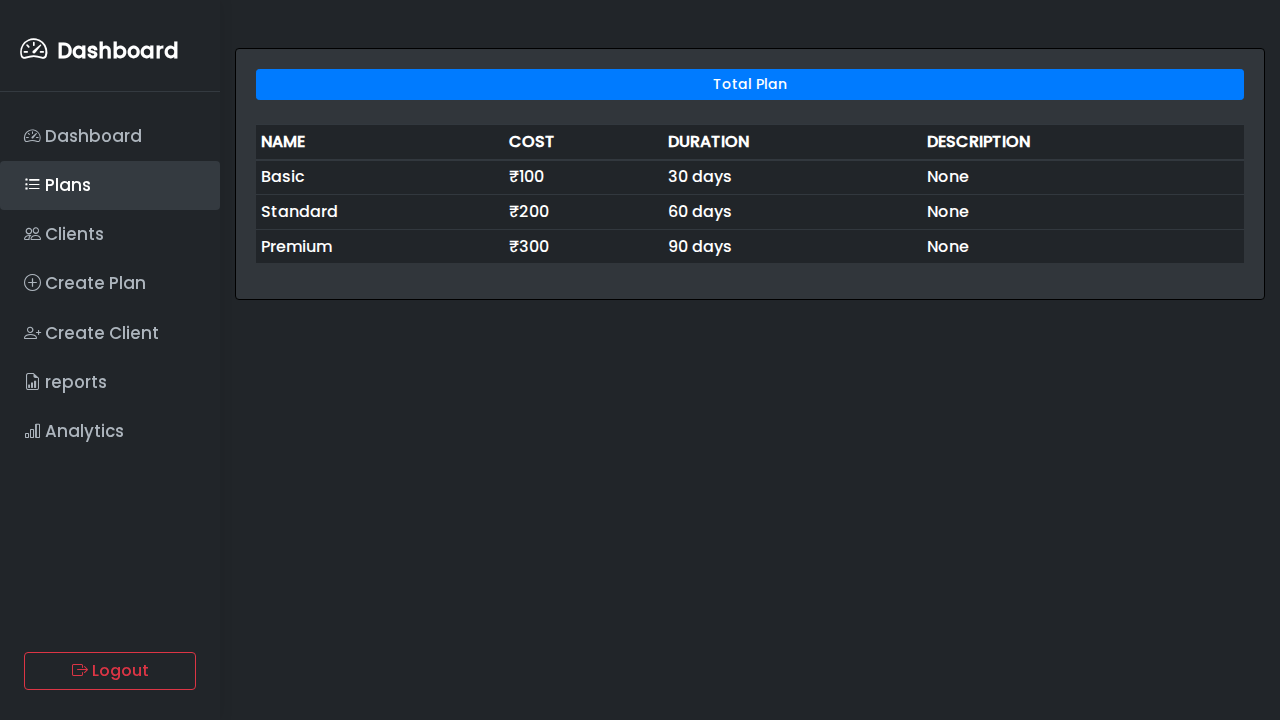 Dashboard
Dashboard
Plans
Clients
Create Plan
Create Client
reports
Analytics
Logout
Total Plan
NAME COST DURATION DESCRIPTION
Basic ₹100 30 days None
Standard ₹200 60 days None
Premium ₹300 90 days None